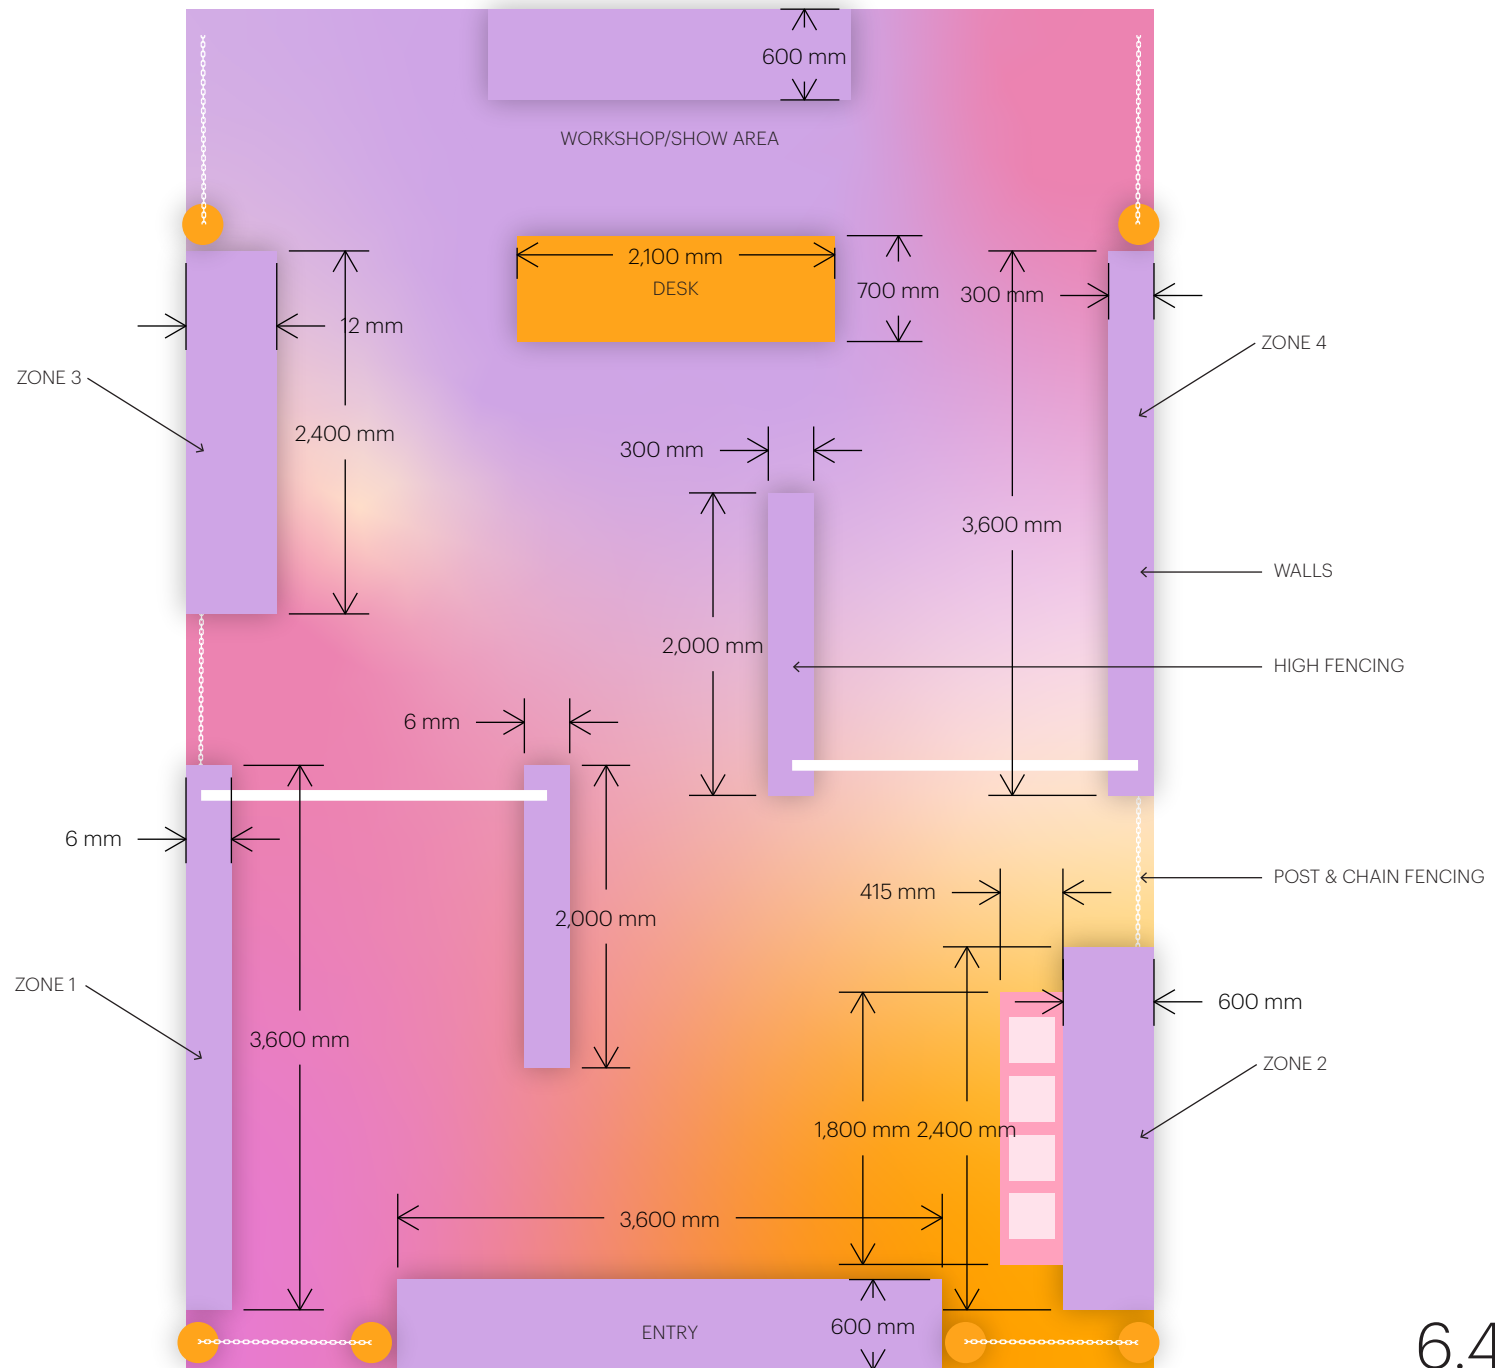 600 mm
WORKSHOP/SHOW AREA
2,100 mm
DESK
700 mm
300 mm
12 mm
ZONE 3
ZONE 4
2,400 mm
300 mm
3,600 mm
WALLS
2,000 mm
HIGH FENCING
6 mm
6 mm
POST & CHAIN FENCING
415 mm
2,000 mm
ZONE 1
600 mm
3,600 mm
ZONE 2
1,800 mm
2,400 mm
3,600 mm
ENTRY
600 mm
6.4